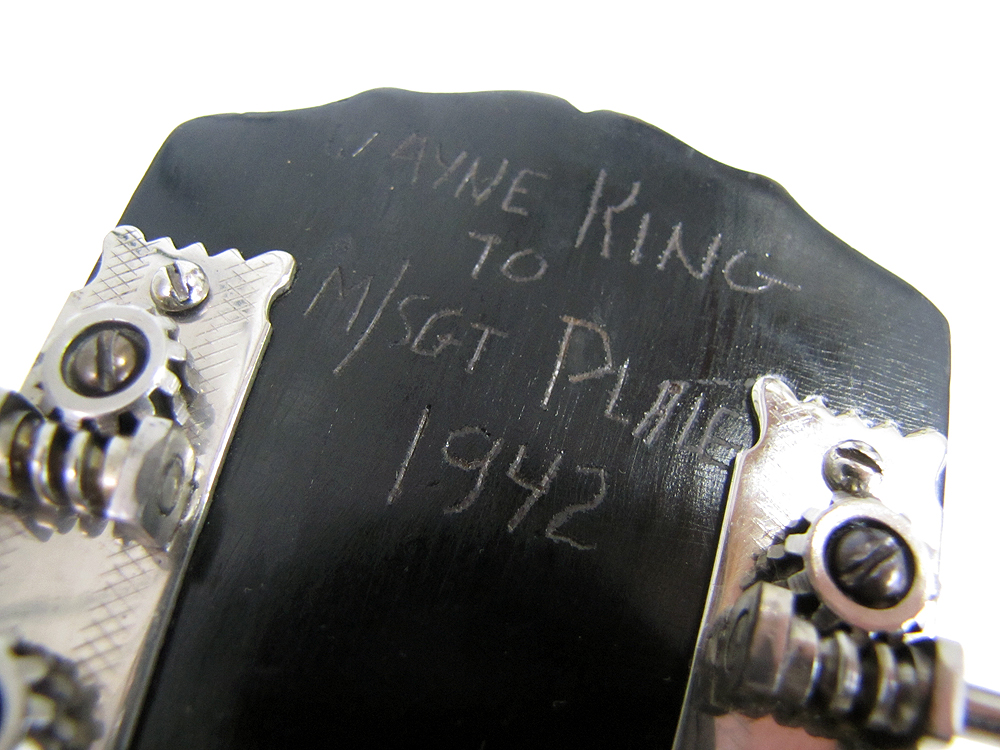 WAYNE KING
TO
M/SGT PLATE
1942